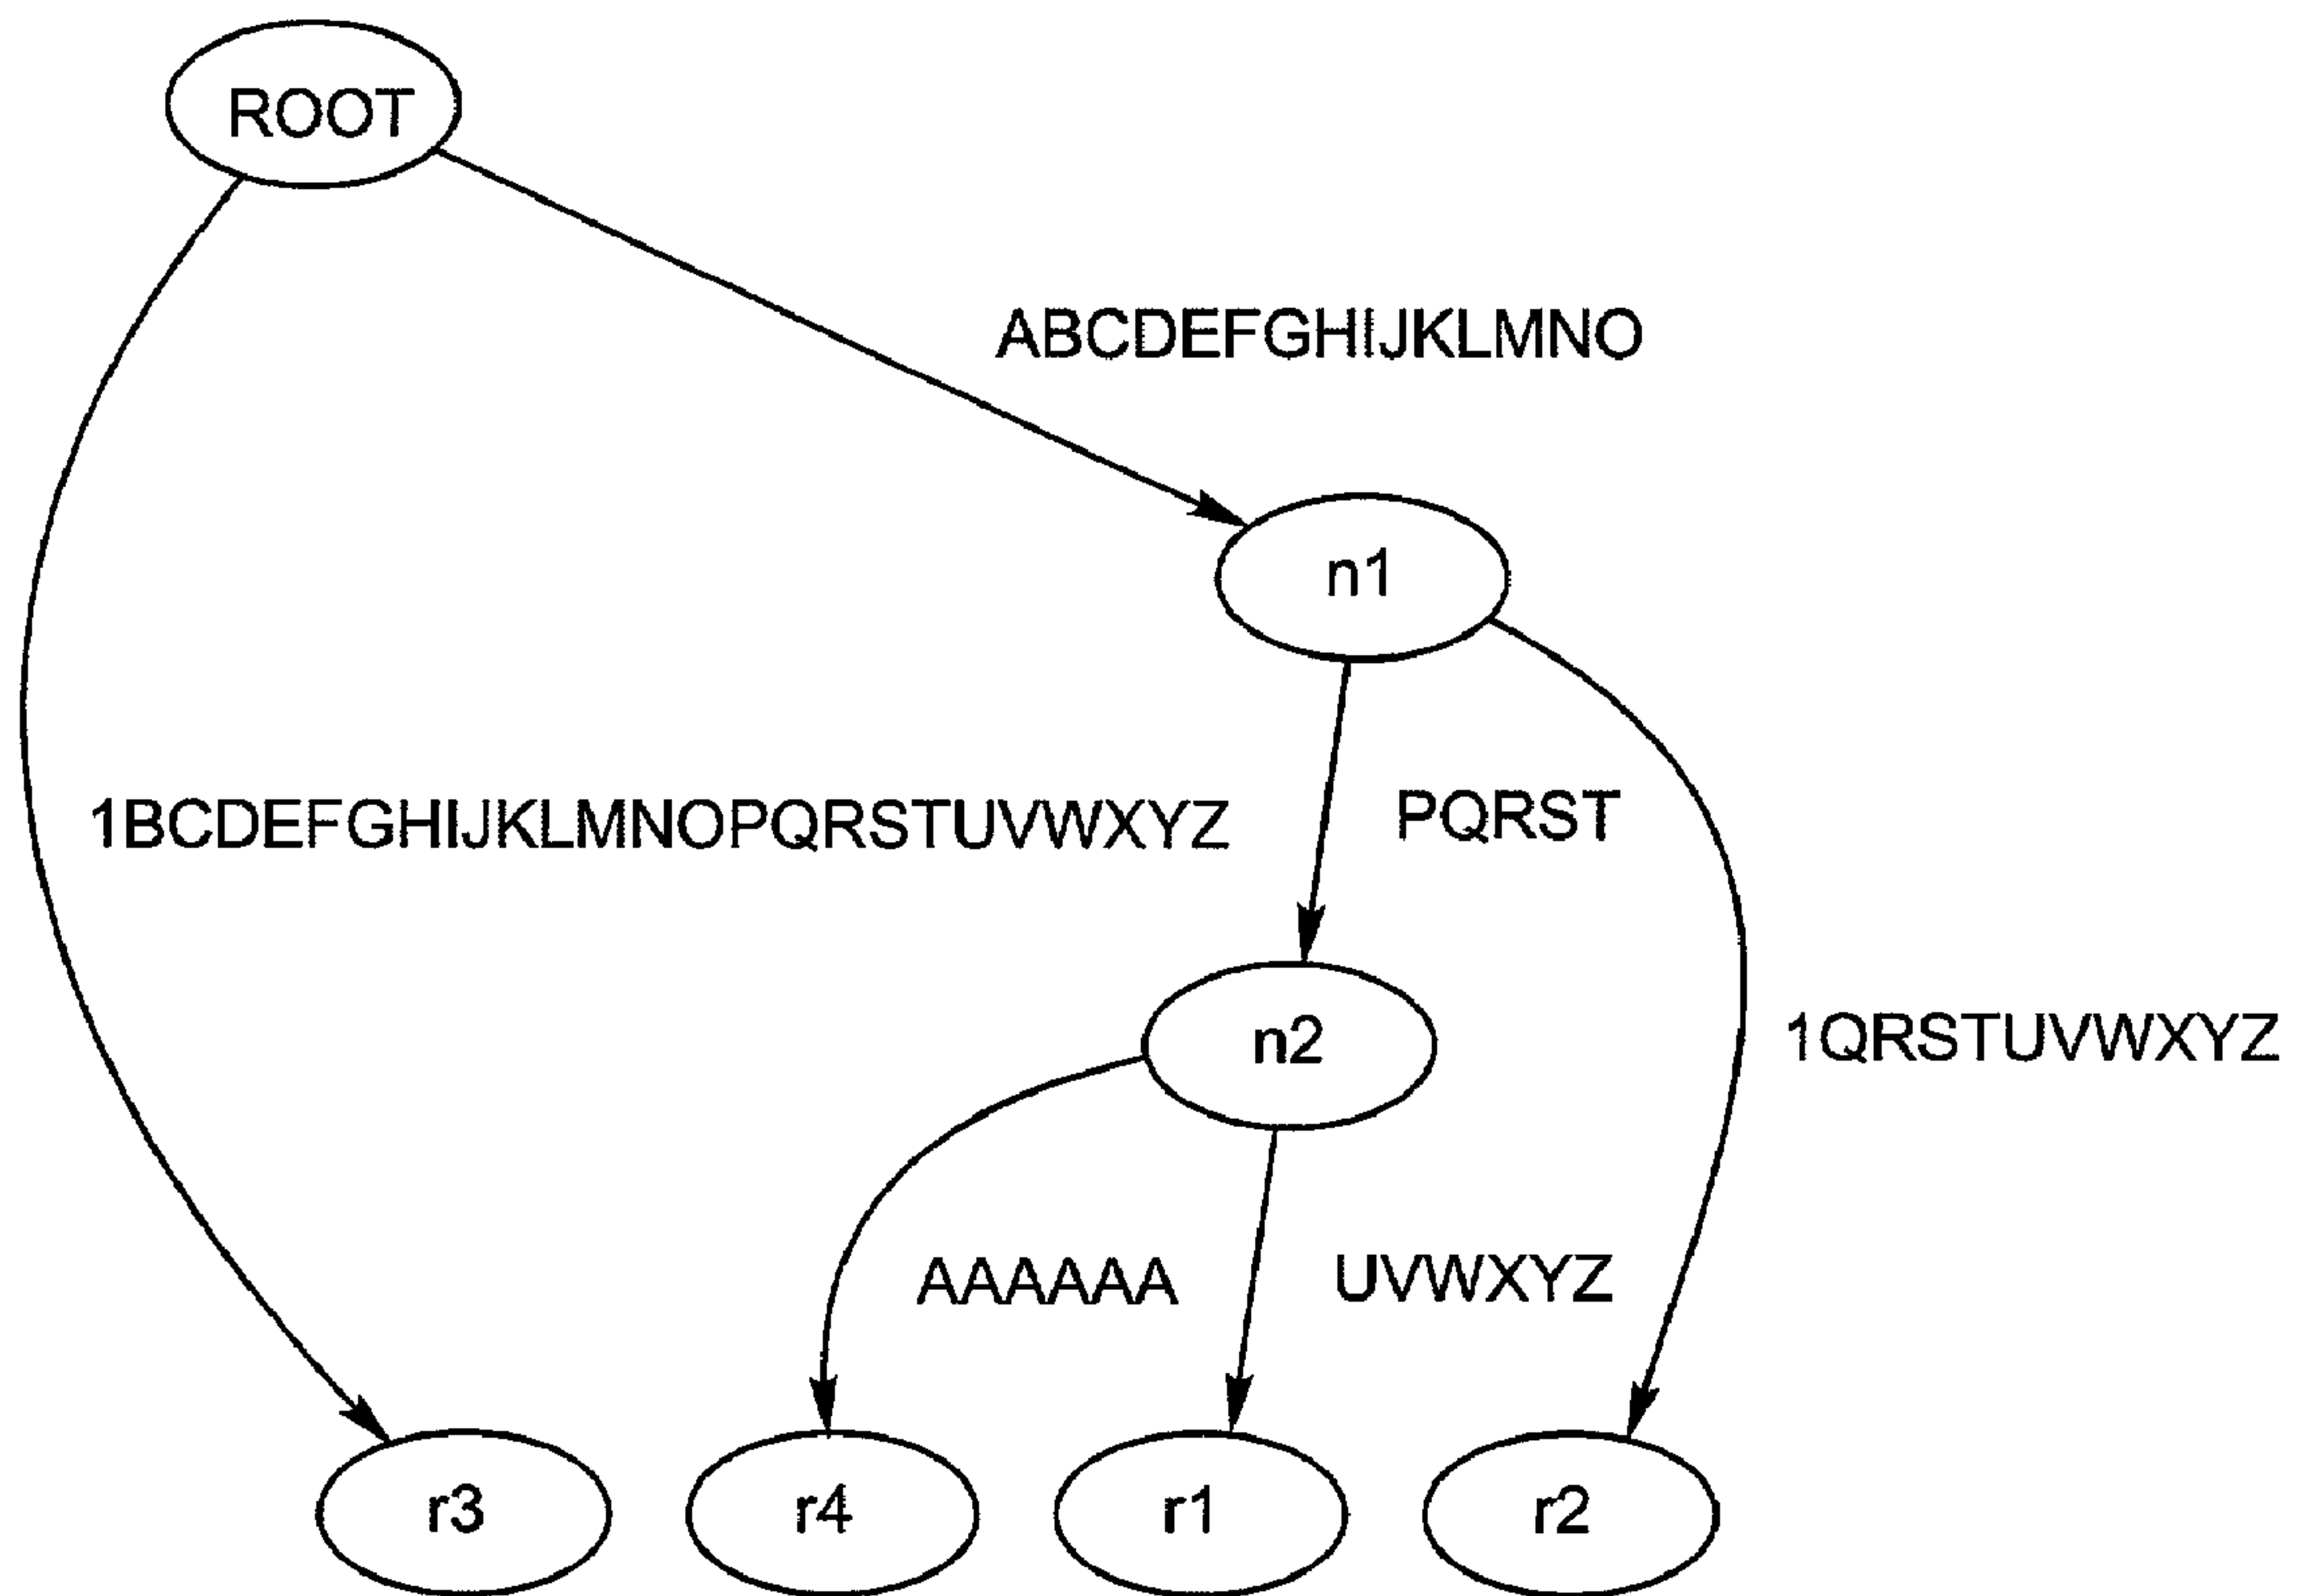 ROOT
ABCDEFGHIJKLMNO
n1
1BCDEFGHIJKLMNOPQRSTUVWXYZ
PQRST
n2
1QRSTUVWXYZ
AAAAAA
UVWXYZ
r3
r4
r1
r2